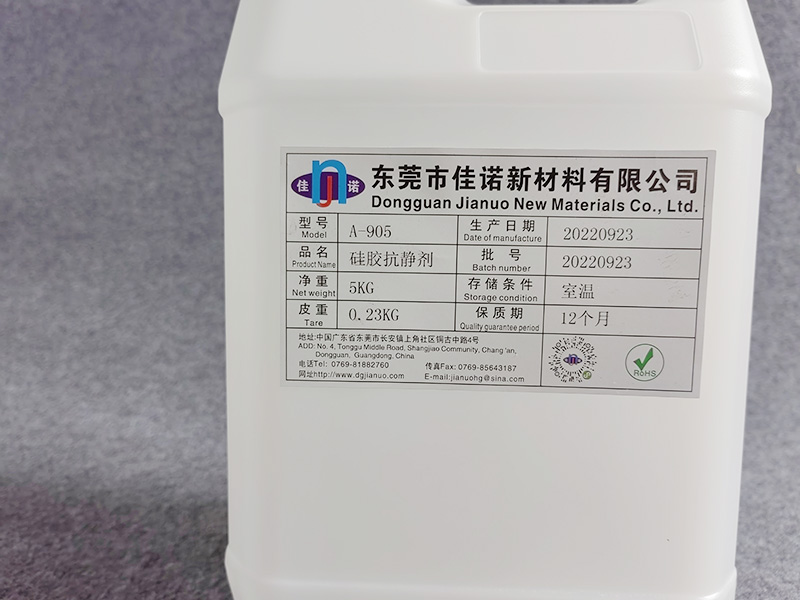 佳 诺
东莞市佳诺新材料有限公司
Dongguan Jianuo New Materials Co., Ltd.
型号 A-905 生产日期 20220923
Model Date of manufacture
品名 硅胶抗静剂 批号 20220923
Product Name Batch number
净重 5KG 存储条件 室温
Net weight Storage condition
皮重 0.23KG 保质期 12个月
Tare Quality guarantee period
地址:中国广东省东莞市长安镇上角社区铜古中路4号
ADD: No. 4, Tonggu Middle Road, Shangjiao Community, Chang 'an,
Dongguan, Guangdong, China
电话Tel: 0769-81882760 传真Fax: 0769-85643187
网址http://www.dgjianuo.com E-mail:jianuohg@sina.com
RoHS